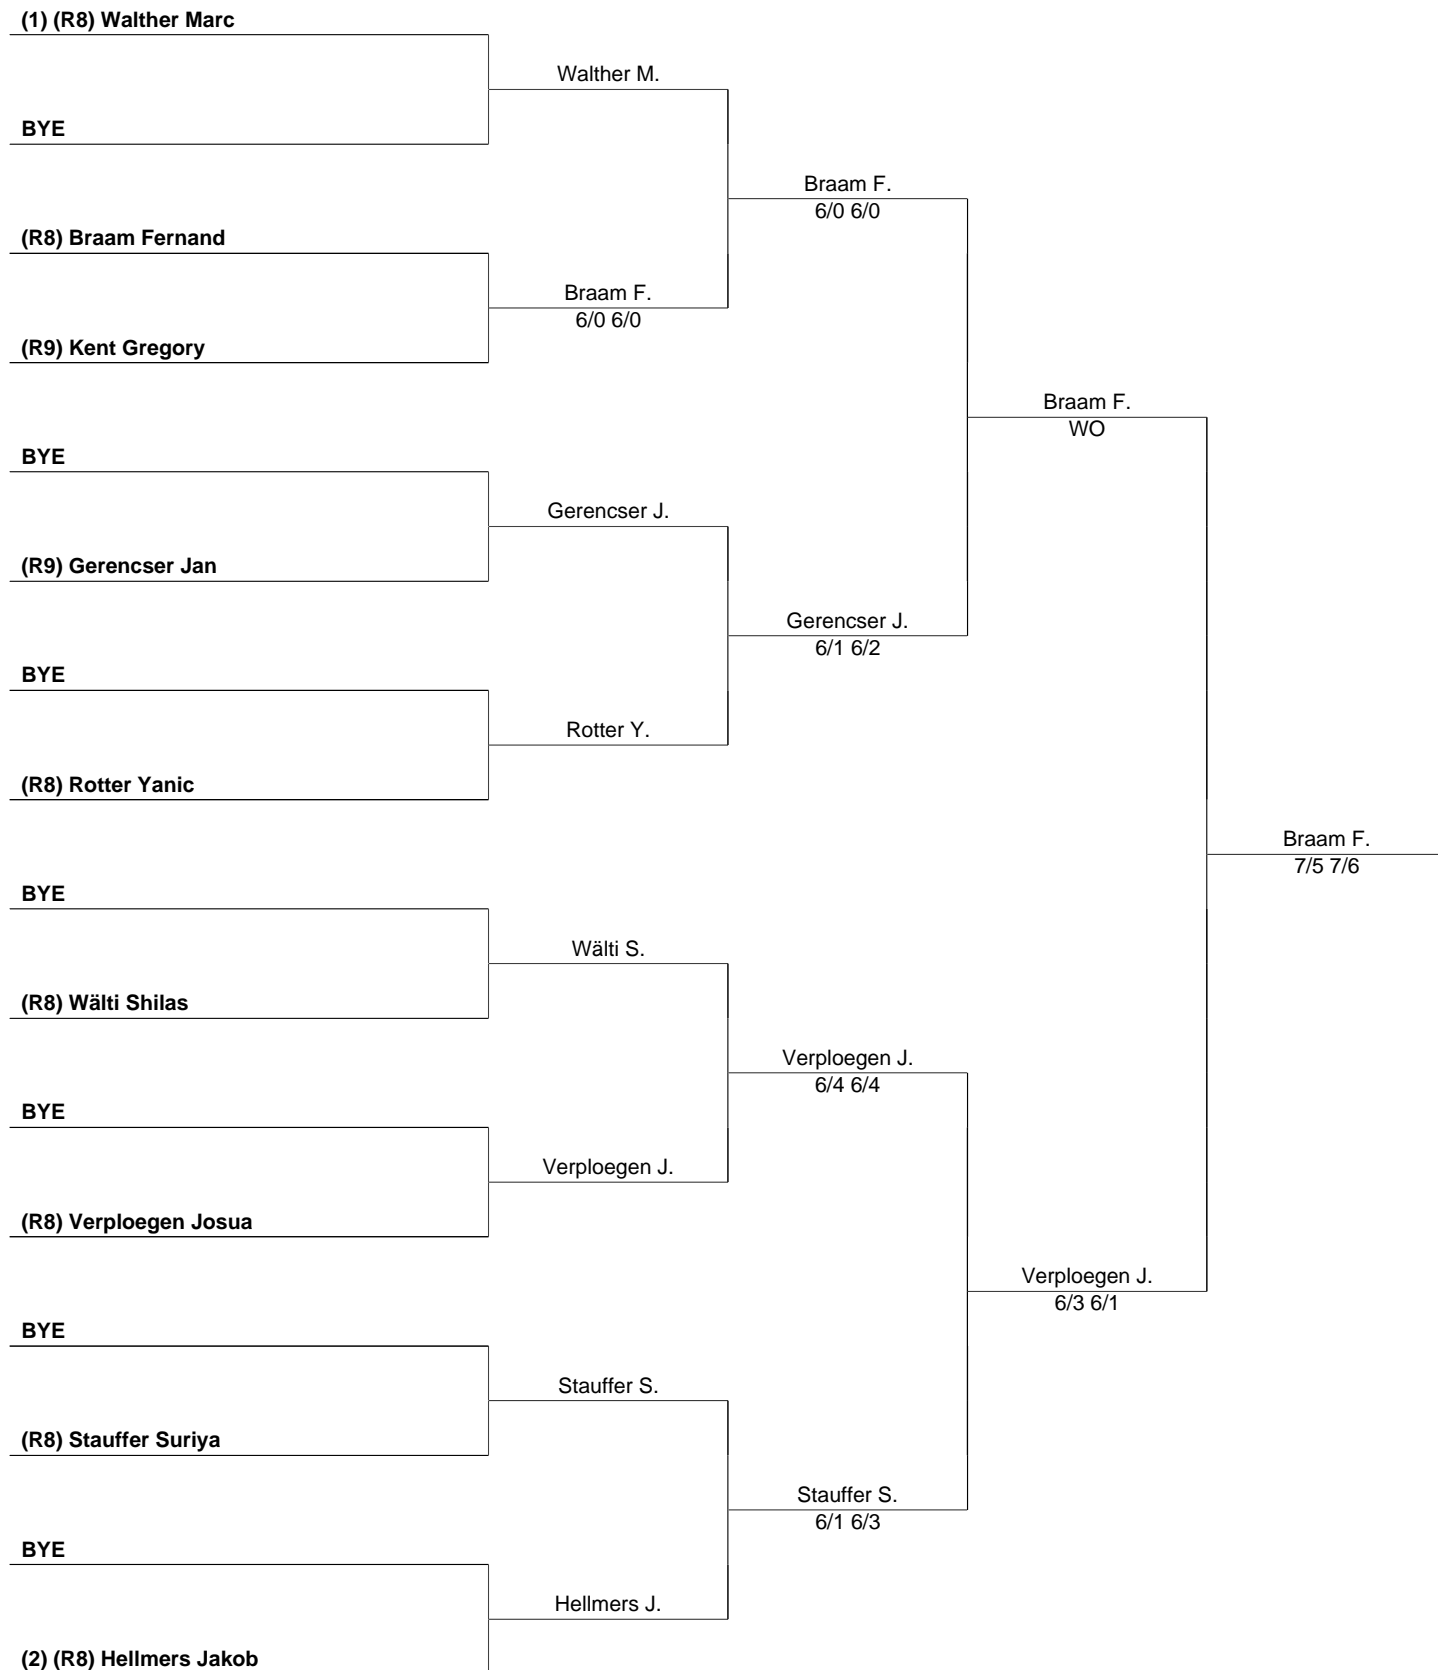 (1) (R8) Walther Marc
Walther M.
BYE
Braam F.
6/0 6/0
(R8) Braam Fernand
Braam F.
6/0 6/0
(R9) Kent Gregory
Braam F.
WO
BYE
Gerencser J.
(R9) Gerencser Jan
Gerencser J.
6/1 6/2
BYE
Rotter Y.
(R8) Rotter Yanic
Braam F.
7/5 7/6
BYE
Wälti S.
(R8) Wälti Shilas
Verploegen J.
6/4 6/4
BYE
Verploegen J.
(R8) Verploegen Josua
Verploegen J.
6/3 6/1
BYE
Stauffer S.
(R8) Stauffer Suriya
Stauffer S.
6/1 6/3
BYE
Hellmers J.
(2) (R8) Hellmers Jakob